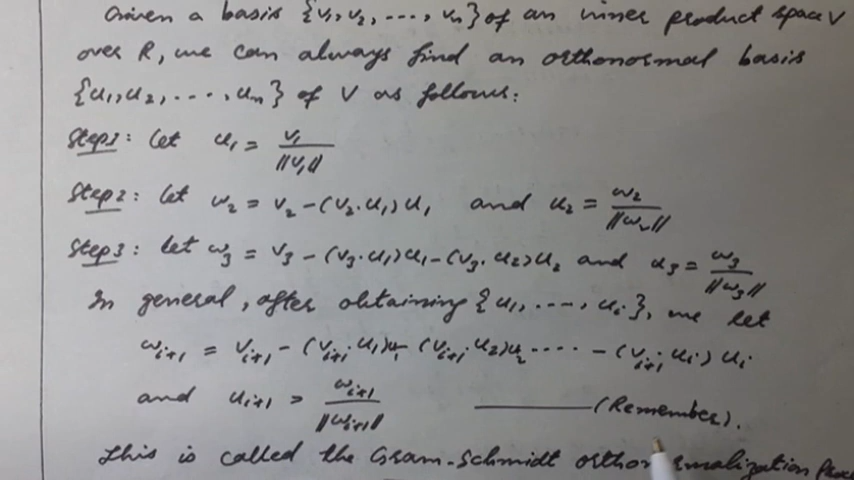 Given a basis {v₁, v₂, ---, vₙ} of an inner product space V
over R, we can always find an orthonormal basis
{u₁, u₂, ...., uₙ} of V as follows:
Step1: let u₁ = v₁/||v₁||
Step2: let w₂ = v₂ - (v₂.u₁)u₁ and u₂ = w₂/||w₂||
Step3: let w₃ = v₃ - (v₃.u₁)u₁ - (v₃.u₂)u₂ and u₃ = w₃/||w₃||
In general, after obtaining {u₁, ---, uᵢ}, we let
wᵢ₊₁ = vᵢ₊₁ - (vᵢ₊₁.u₁)u₁ - (vᵢ₊₁.u₂)u₂ .... - (vᵢ₊₁.uᵢ)uᵢ
and uᵢ₊₁ = wᵢ₊₁/||wᵢ₊₁|| ——— (Remember).
This is called the Gram-Schmidt